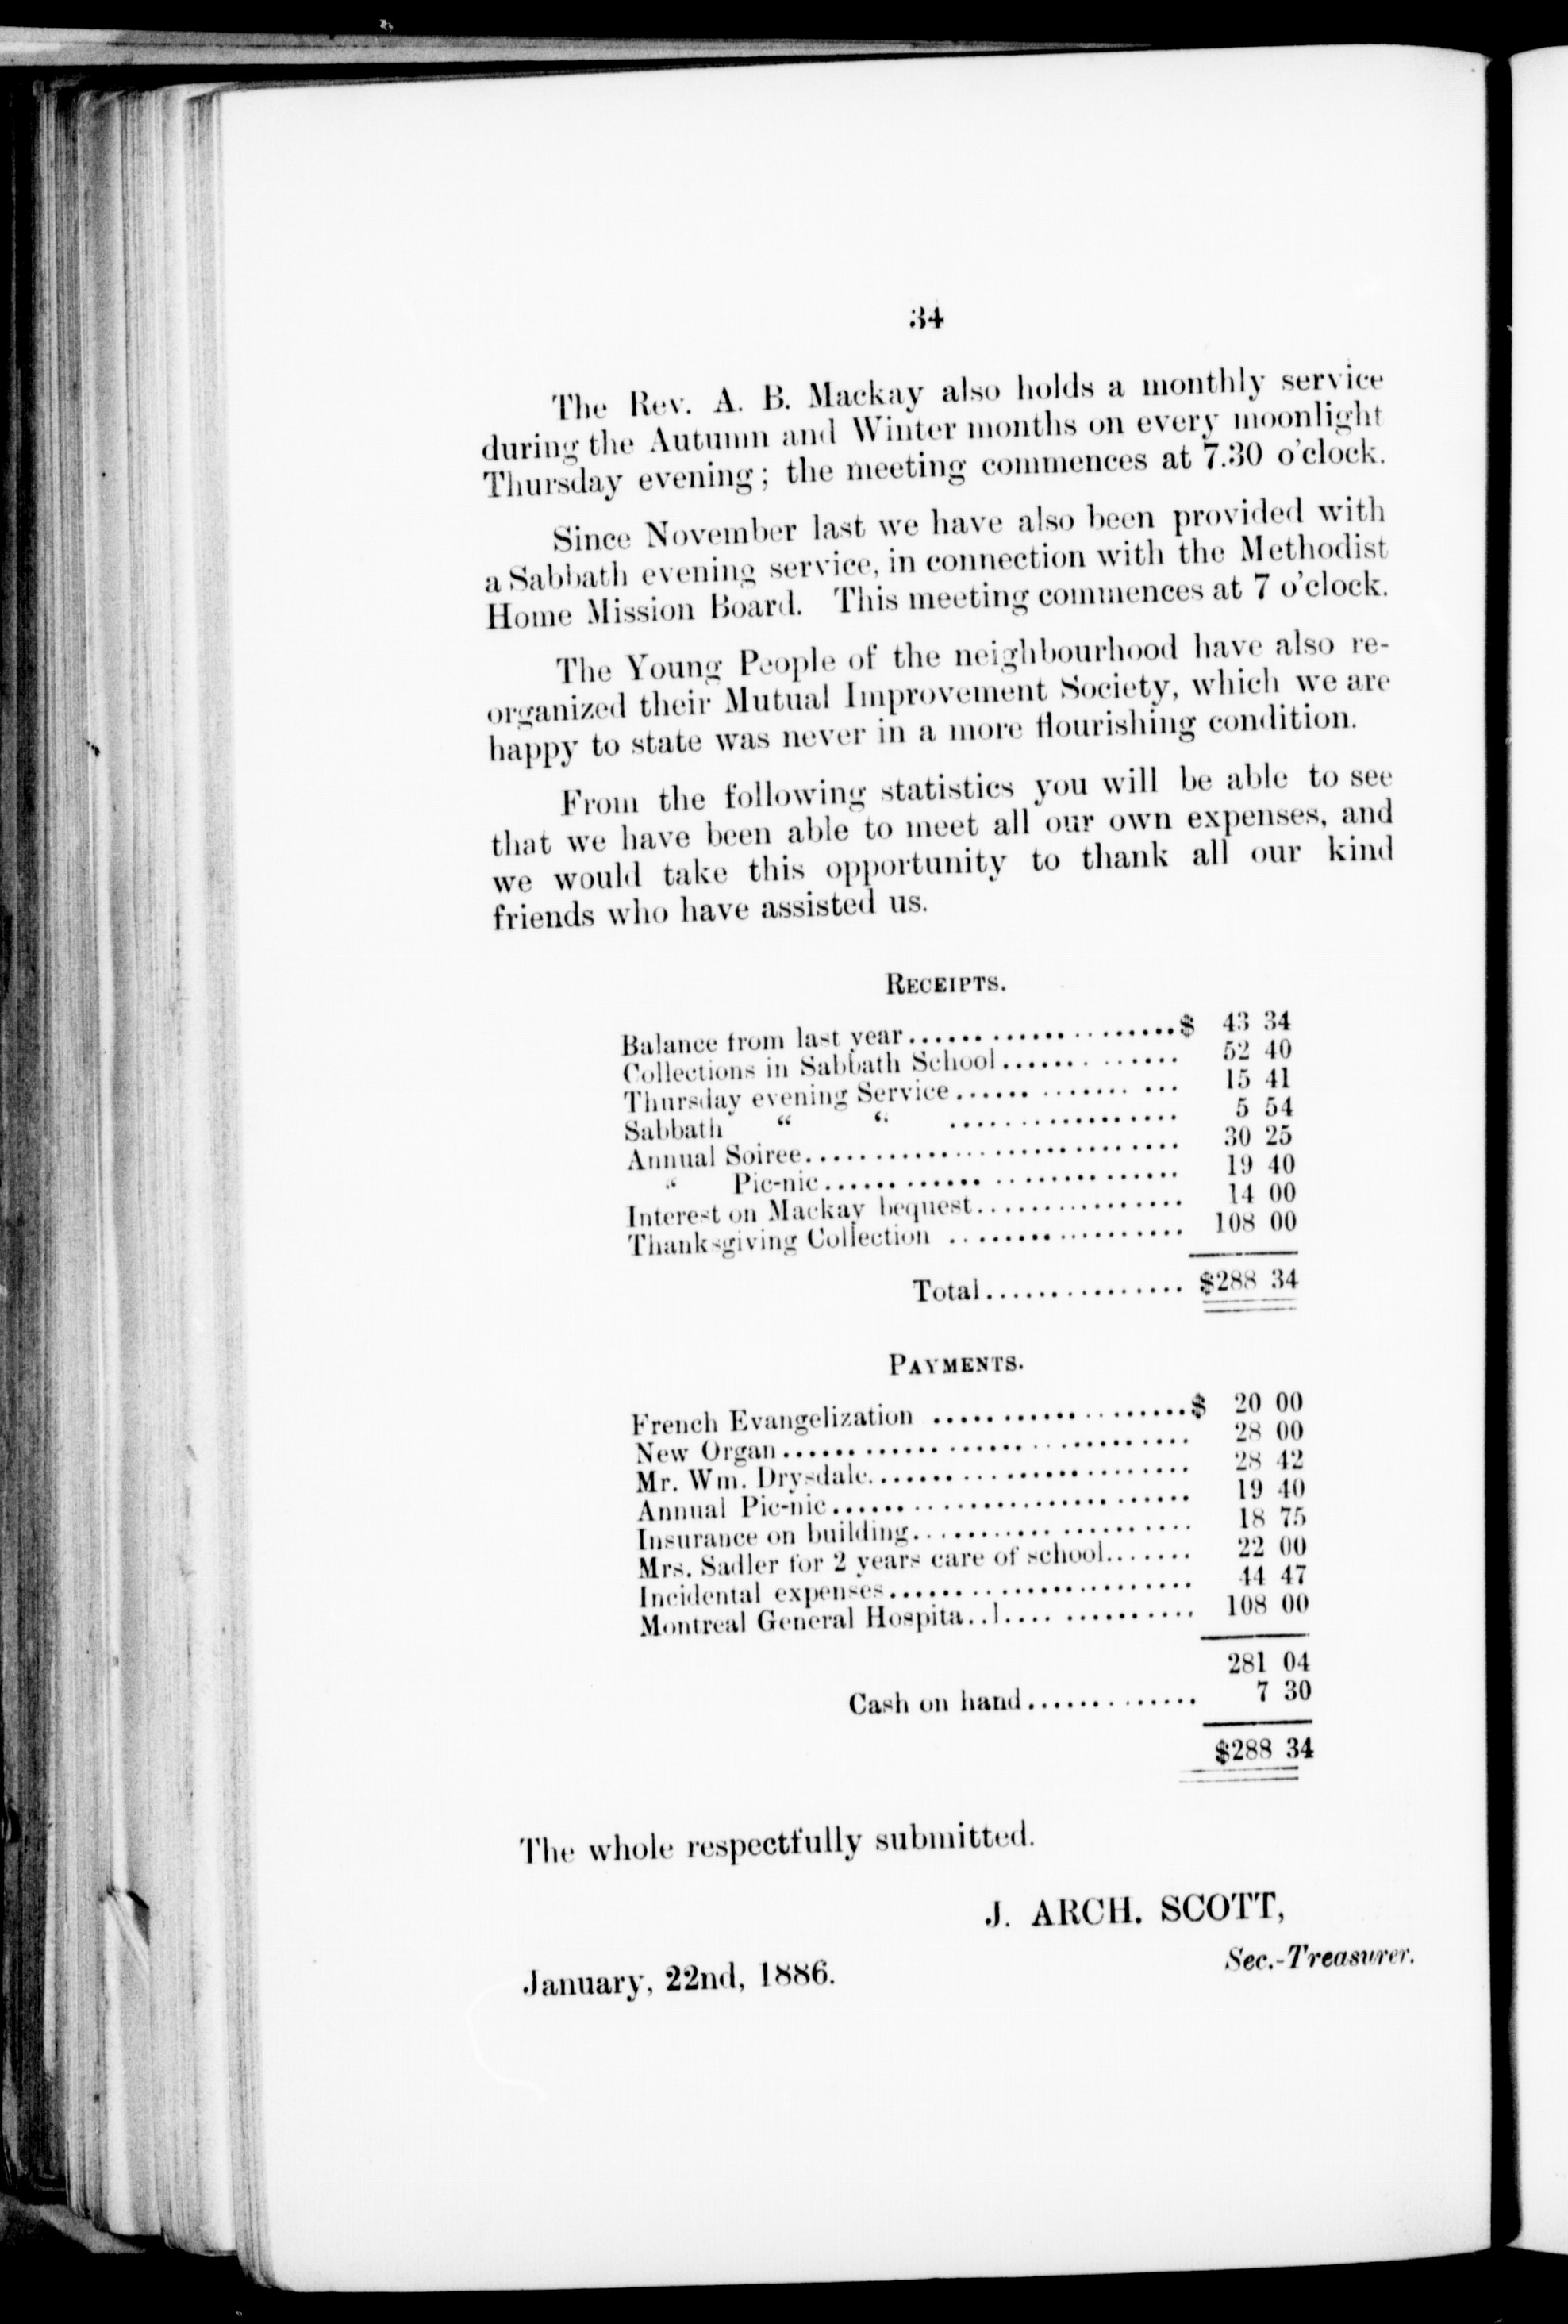 34
The Rev. A. B. Mackay also holds a monthly service
during the Autumn and Winter months on every moonlight
Thursday evening; the meeting commences at 7.30 o'clock.
Since November last we have also been provided with
a Sabbath evening service, in connection with the Methodist
Home Mission Board. This meeting commences at 7 o'clock.
The Young People of the neighbourhood have also re-
organized their Mutual Improvement Society, which we are
happy to state was never in a more flourishing condition.
From the following statistics you will be able to see
that we have been able to meet all our own expenses, and
we would take this opportunity to thank all our kind
friends who have assisted us.
RECEIPTS.
Balance from last year........................$ 43 34
Collections in Sabbath School.............. 52 40
Thursday evening Service................. 15 41
Sabbath " " .................. 5 54
Annual Soiree............................. 30 25
" Pic-nic............................ 19 40
Interest on Mackay bequest................ 14 00
Thanksgiving Collection .................. 108 00
Total............... $288 34
PAYMENTS.
French Evangelization ....................$ 20 00
New Organ................................ 28 00
Mr. Wm. Drysdale......................... 28 42
Annual Pic-nic............................ 19 40
Insurance on building...................... 18 75
Mrs. Sadler for 2 years care of school....... 22 00
Incidental expenses........................ 44 47
Montreal General Hospita..l.............. 108 00
281 04
Cash on hand............. 7 30
$288 34
The whole respectfully submitted.
J. ARCH. SCOTT,
Sec.-Treasurer.
January, 22nd, 1886.